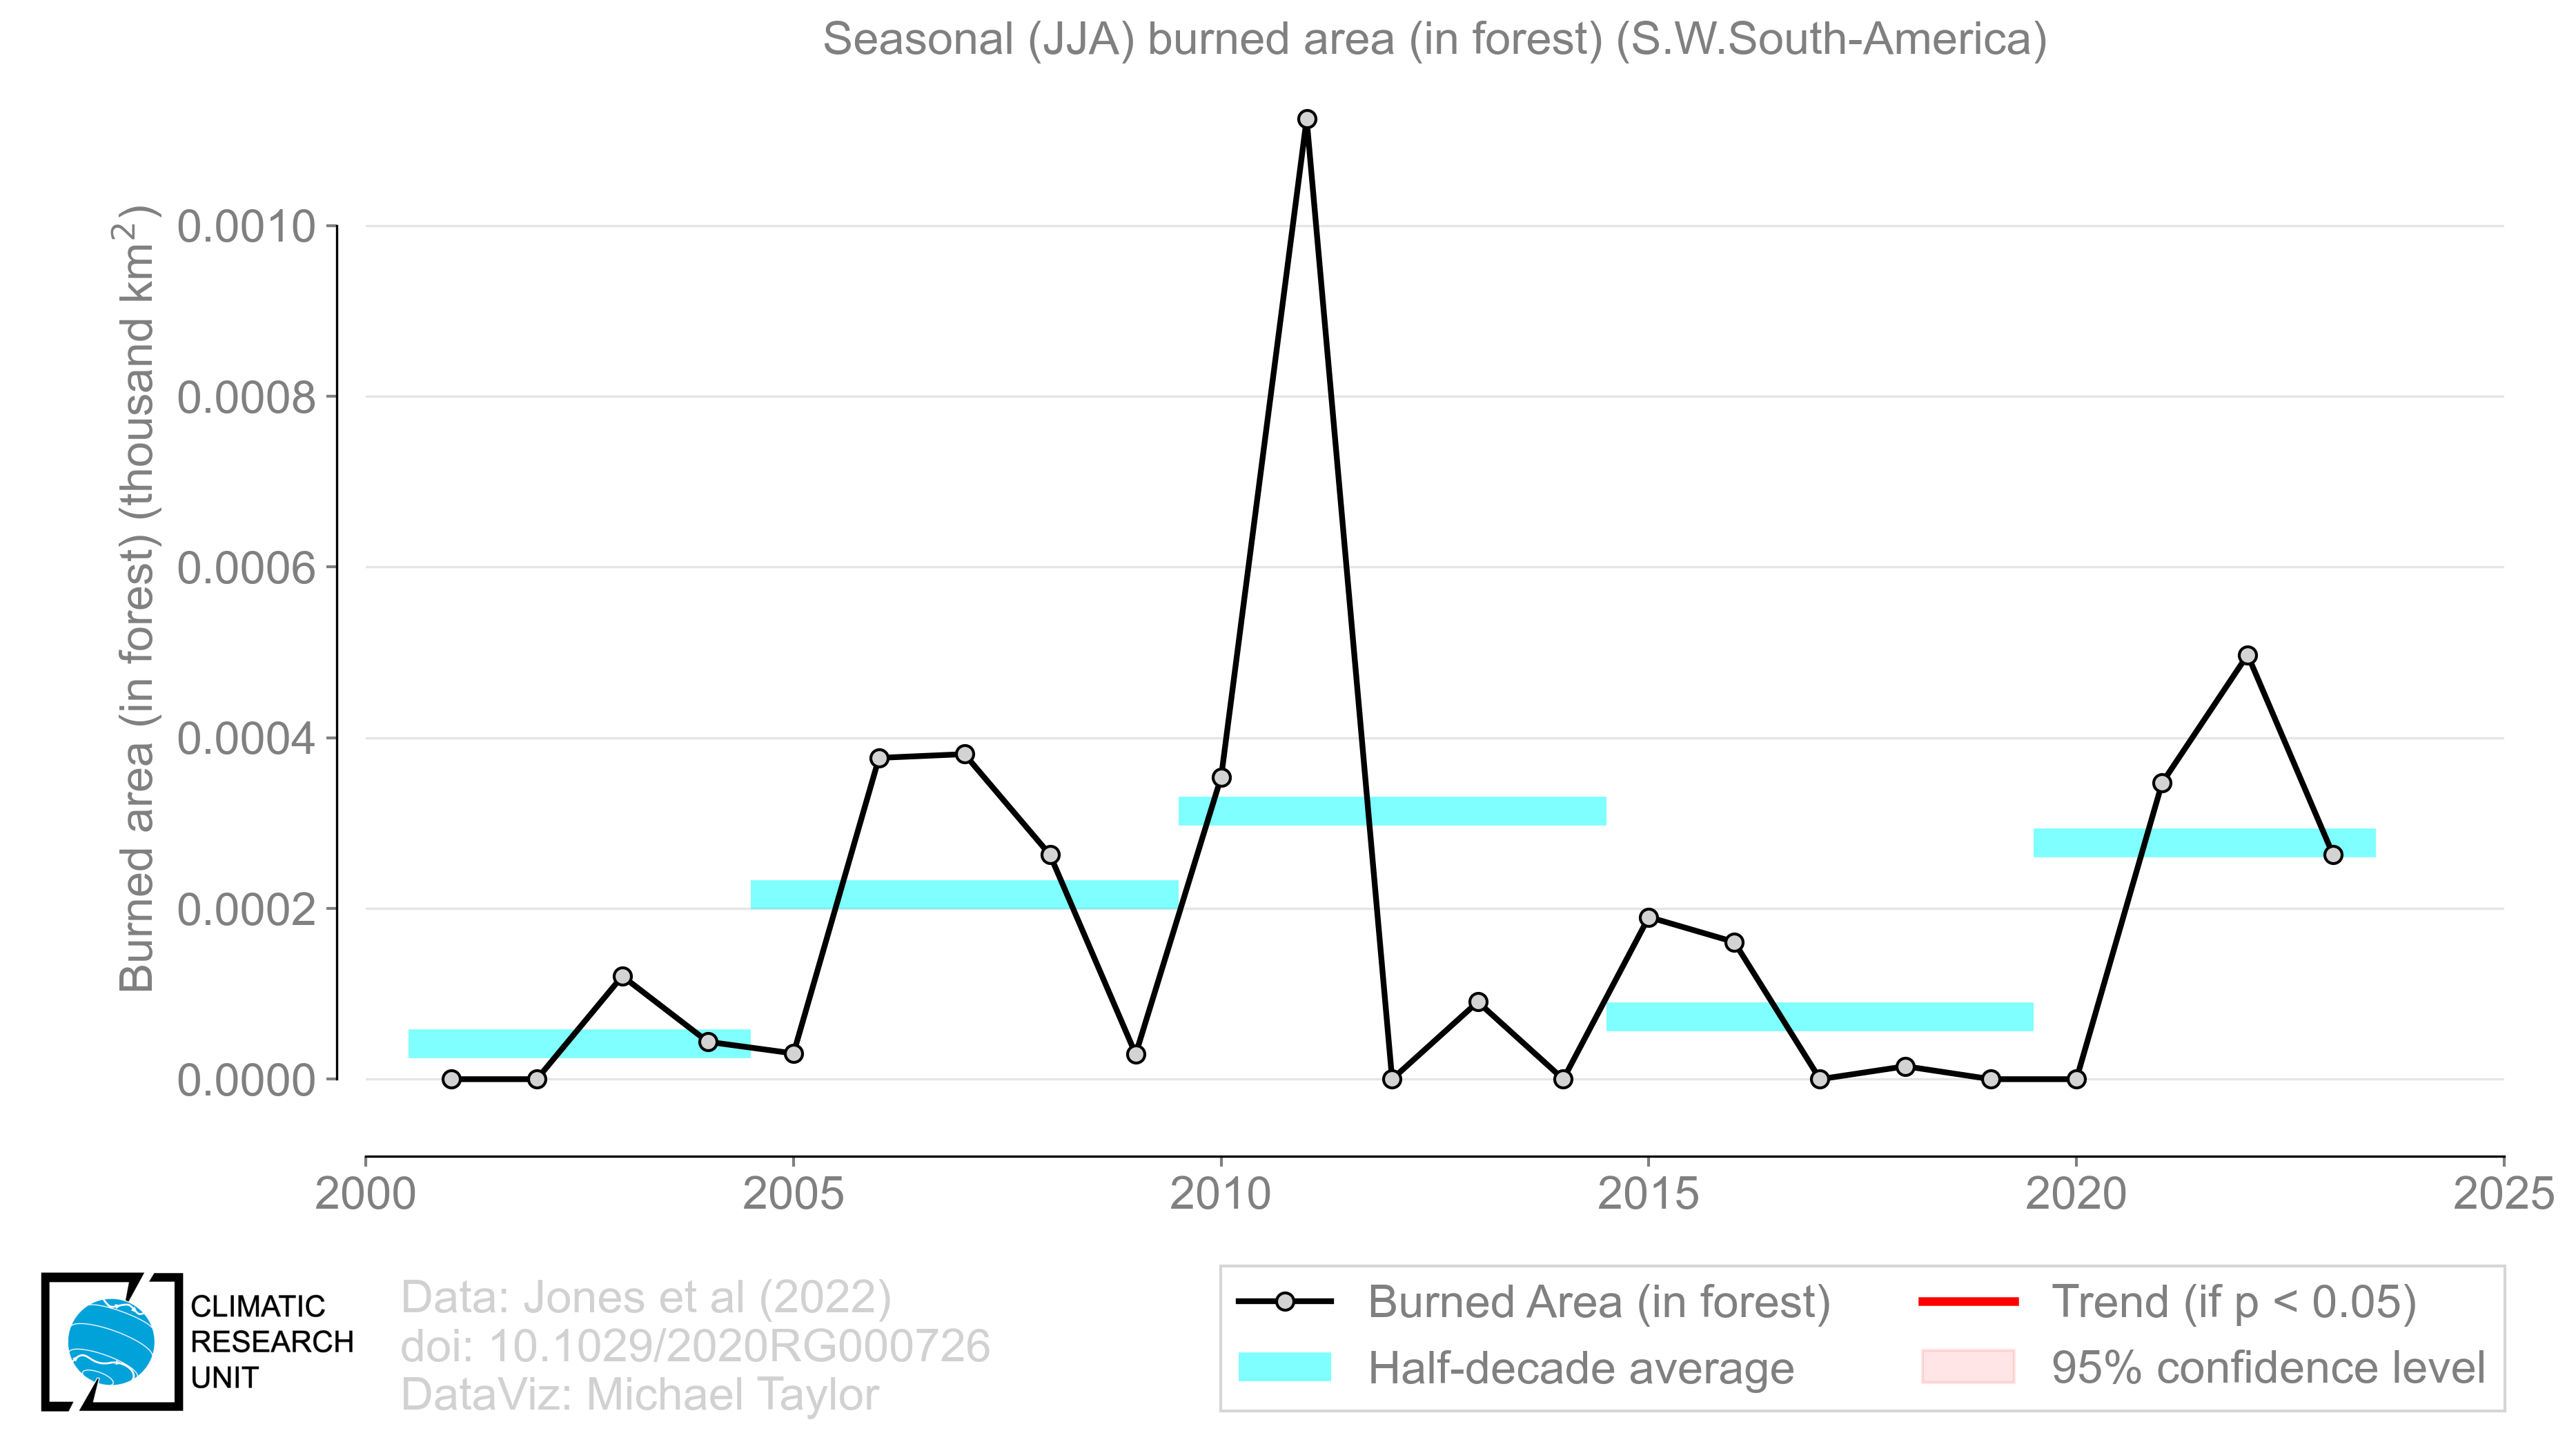 Seasonal (JJA) burned area (in forest) (S.W.South-America)
Burned area (in forest) (thousand km²)
0.0010
0.0008
0.0006
0.0004
0.0002
0.0000
2000
2005
2010
2015
2020
2025
CLIMATIC
RESEARCH
UNIT
Data: Jones et al (2022)
doi: 10.1029/2020RG000726
DataViz: Michael Taylor
Burned Area (in forest)
Half-decade average
Trend (if p < 0.05)
95% confidence level